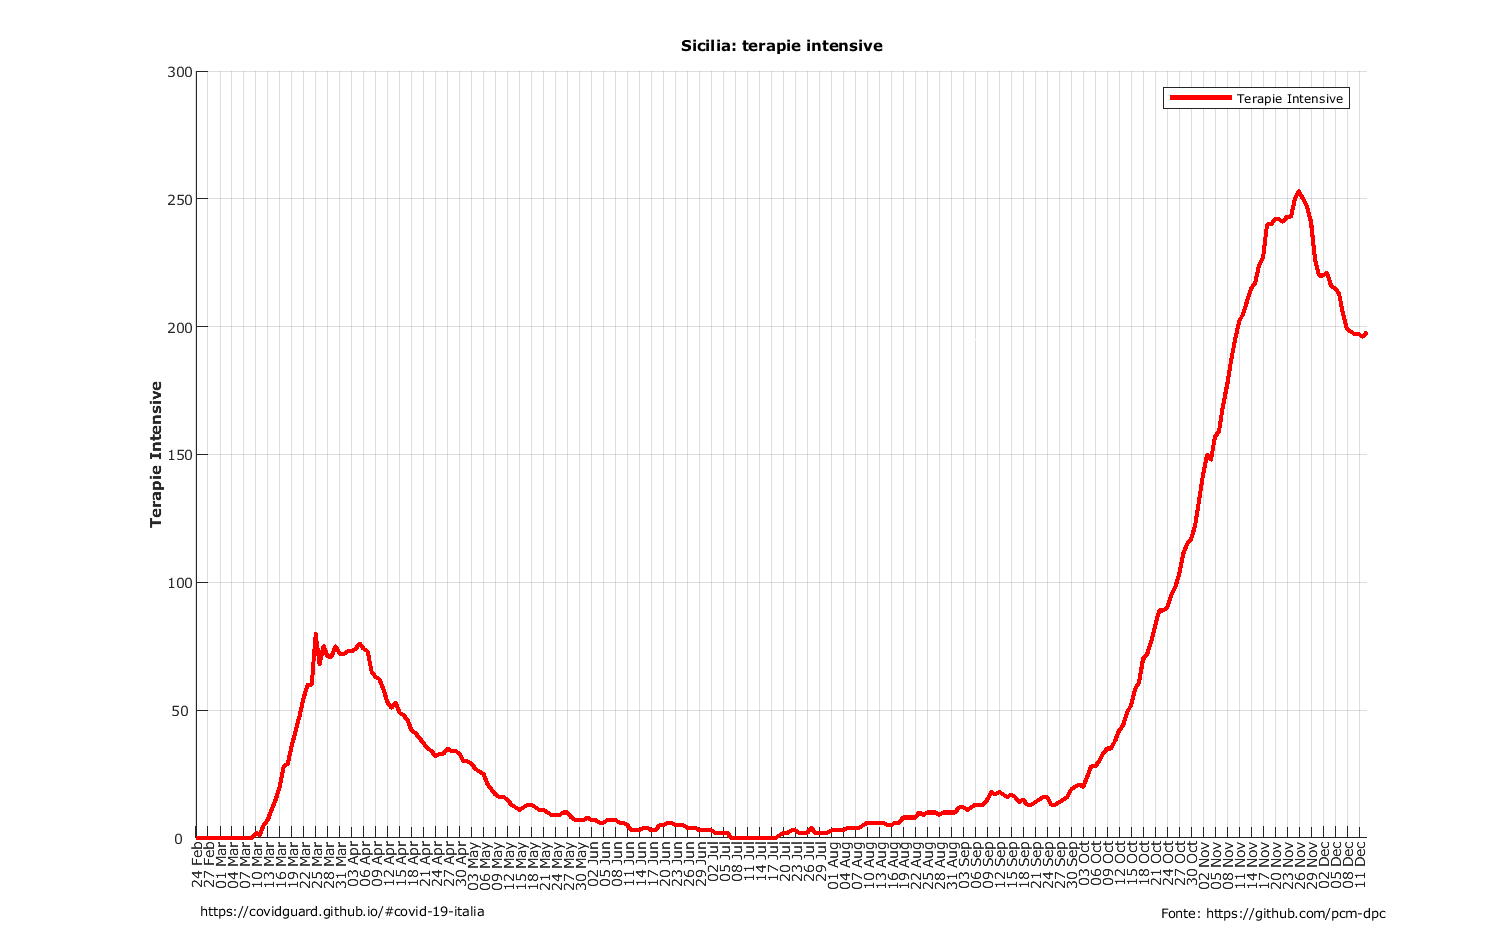 Sicilia: terapie intensive
Terapie Intensive
300
250
200
150
100
50
0
Terapie Intensive
24 Feb
27 Feb
01 Mar
04 Mar
07 Mar
10 Mar
13 Mar
16 Mar
19 Mar
22 Mar
25 Mar
28 Mar
31 Mar
03 Apr
06 Apr
09 Apr
12 Apr
15 Apr
18 Apr
21 Apr
24 Apr
27 Apr
30 Apr
03 May
06 May
09 May
12 May
15 May
18 May
21 May
24 May
27 May
30 May
02 Jun
05 Jun
08 Jun
11 Jun
14 Jun
17 Jun
20 Jun
23 Jun
26 Jun
29 Jun
02 Jul
05 Jul
08 Jul
11 Jul
14 Jul
17 Jul
20 Jul
23 Jul
26 Jul
29 Jul
01 Aug
04 Aug
07 Aug
10 Aug
13 Aug
16 Aug
19 Aug
22 Aug
25 Aug
28 Aug
31 Aug
03 Sep
06 Sep
09 Sep
12 Sep
15 Sep
18 Sep
21 Sep
24 Sep
27 Sep
30 Sep
03 Oct
06 Oct
09 Oct
12 Oct
15 Oct
18 Oct
21 Oct
24 Oct
27 Oct
30 Oct
02 Nov
05 Nov
08 Nov
11 Nov
14 Nov
17 Nov
20 Nov
23 Nov
26 Nov
29 Nov
02 Dec
05 Dec
08 Dec
11 Dec
https://covidguard.github.io/#covid-19-italia
Fonte: https://github.com/pcm-dpc